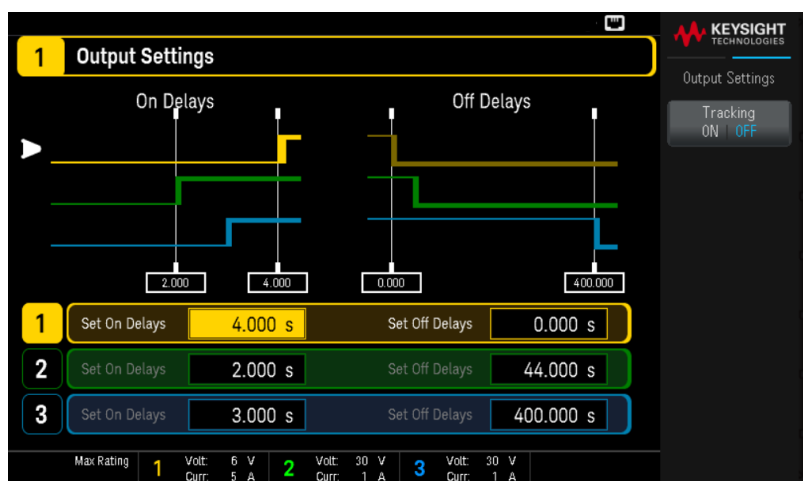 KEYSIGHT
TECHNOLOGIES
1 Output Settings
Output Settings
Tracking
ON | OFF
On Delays
Off Delays
2.000 4.000 0.000 400.000
1 Set On Delays 4.000 s Set Off Delays 0.000 s
2 Set On Delays 2.000 s Set Off Delays 44.000 s
3 Set On Delays 3.000 s Set Off Delays 400.000 s
Max Rating 1 Volt: 6 V 2 Volt: 30 V 3 Volt: 30 V
Curr: 5 A Curr: 1 A Curr: 1 A